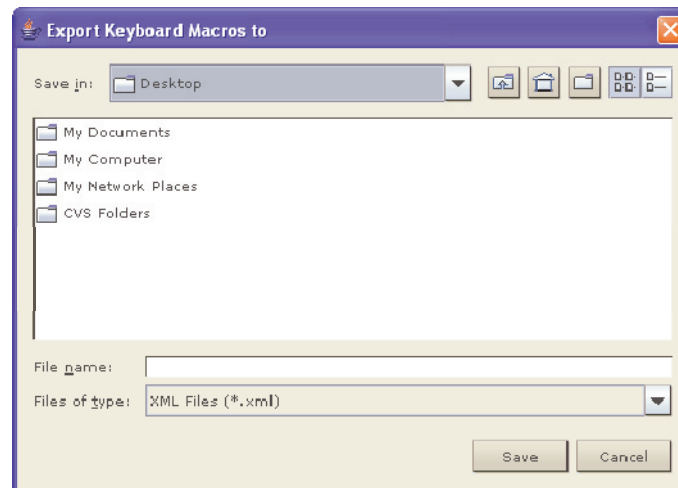 Export Keyboard Macros to
Save in: Desktop
My Documents
My Computer
My Network Places
CVS Folders
File name:
Files of type: XML Files (*.xml)
Save Cancel